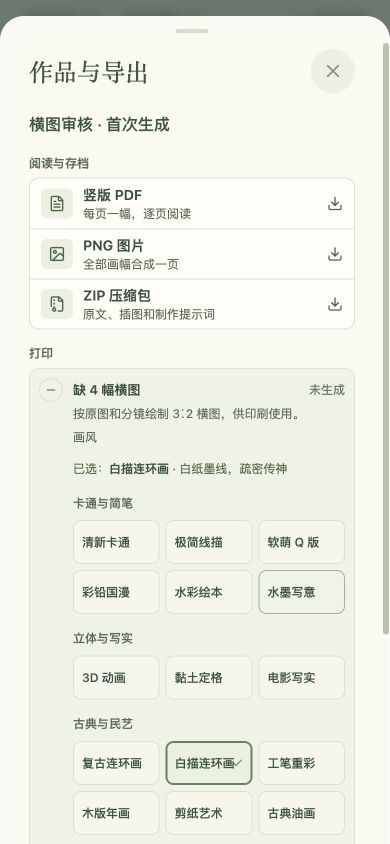 作品与导出
横图审核 · 首次生成
阅读与存档
竖版 PDF
每页一幅，逐页阅读
PNG 图片
全部画幅合成一页
ZIP 压缩包
原文、插图和制作提示词
打印
缺 4 幅横图 未生成
按原图和分镜绘制 3:2 横图，供印刷使用。
画风
已选：白描连环画 · 白纸墨线，疏密传神
卡通与简笔
清新卡通 极简线描 软萌 Q 版
彩铅国漫 水彩绘本 水墨写意
立体与写实
3D 动画 黏土定格 电影写实
古典与民艺
复古连环画 白描连环画 工笔重彩
木版年画 剪纸艺术 古典油画